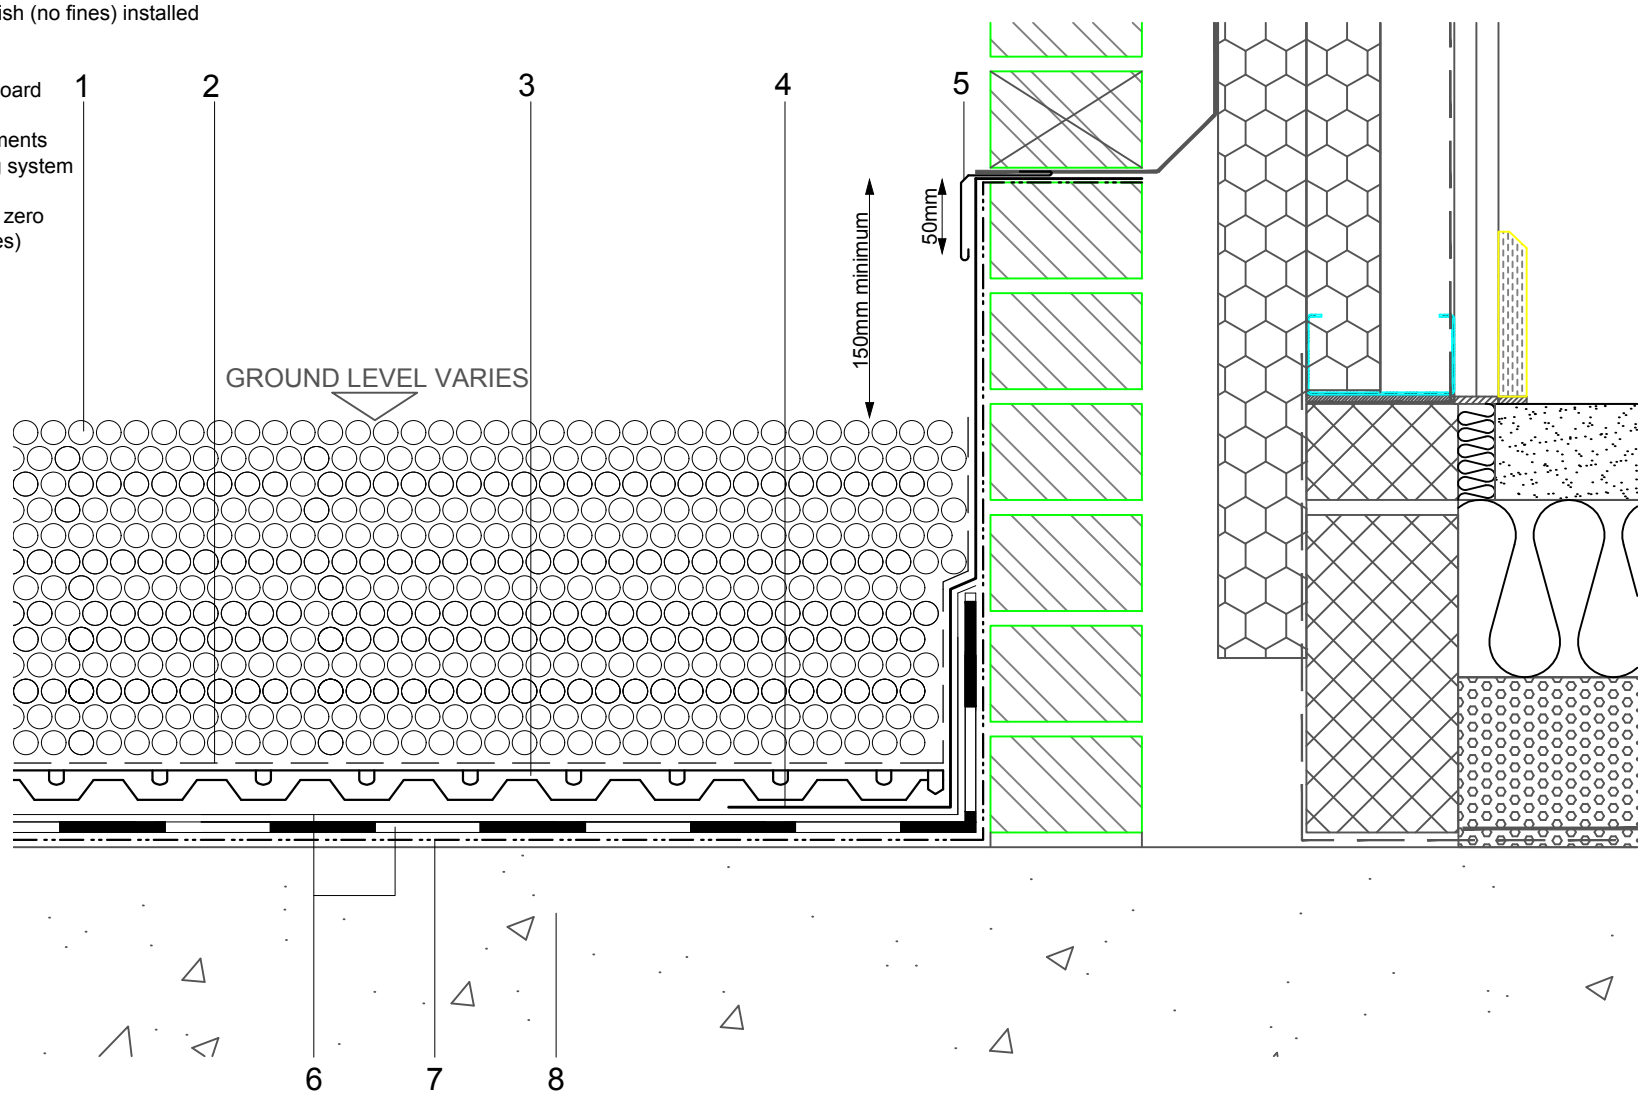 ish (no fines) installed
oard
ments
g system
zero
es)
1
2
3
4
5
150mm minimum
50mm
GROUND LEVEL VARIES
6
7
8